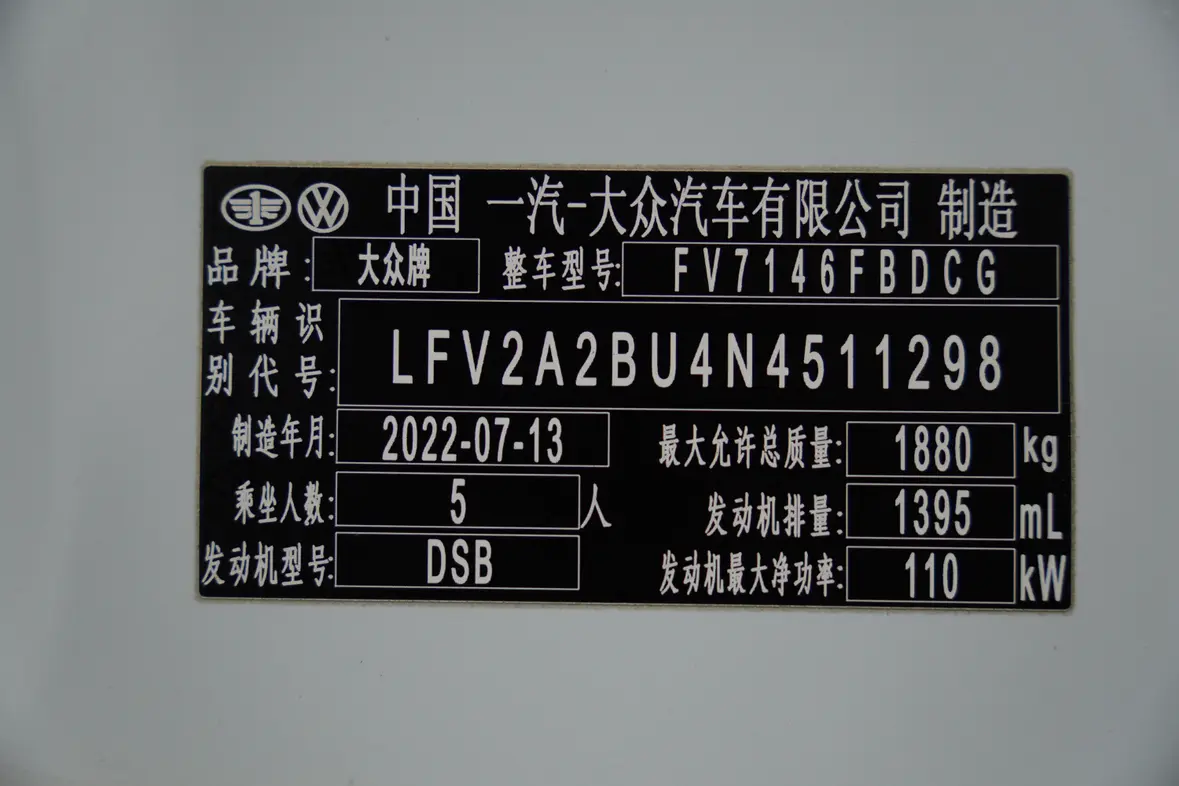 中国 一汽-大众汽车有限公司 制造
品牌: 大众牌 整车型号: FV7146FBDCG
车辆识别代号: LFV2A2BU4N4511298
制造年月: 2022-07-13 最大允许总质量: 1880 kg
乘坐人数: 5 人 发动机排量: 1395 mL
发动机型号: DSB 发动机最大净功率: 110 kW